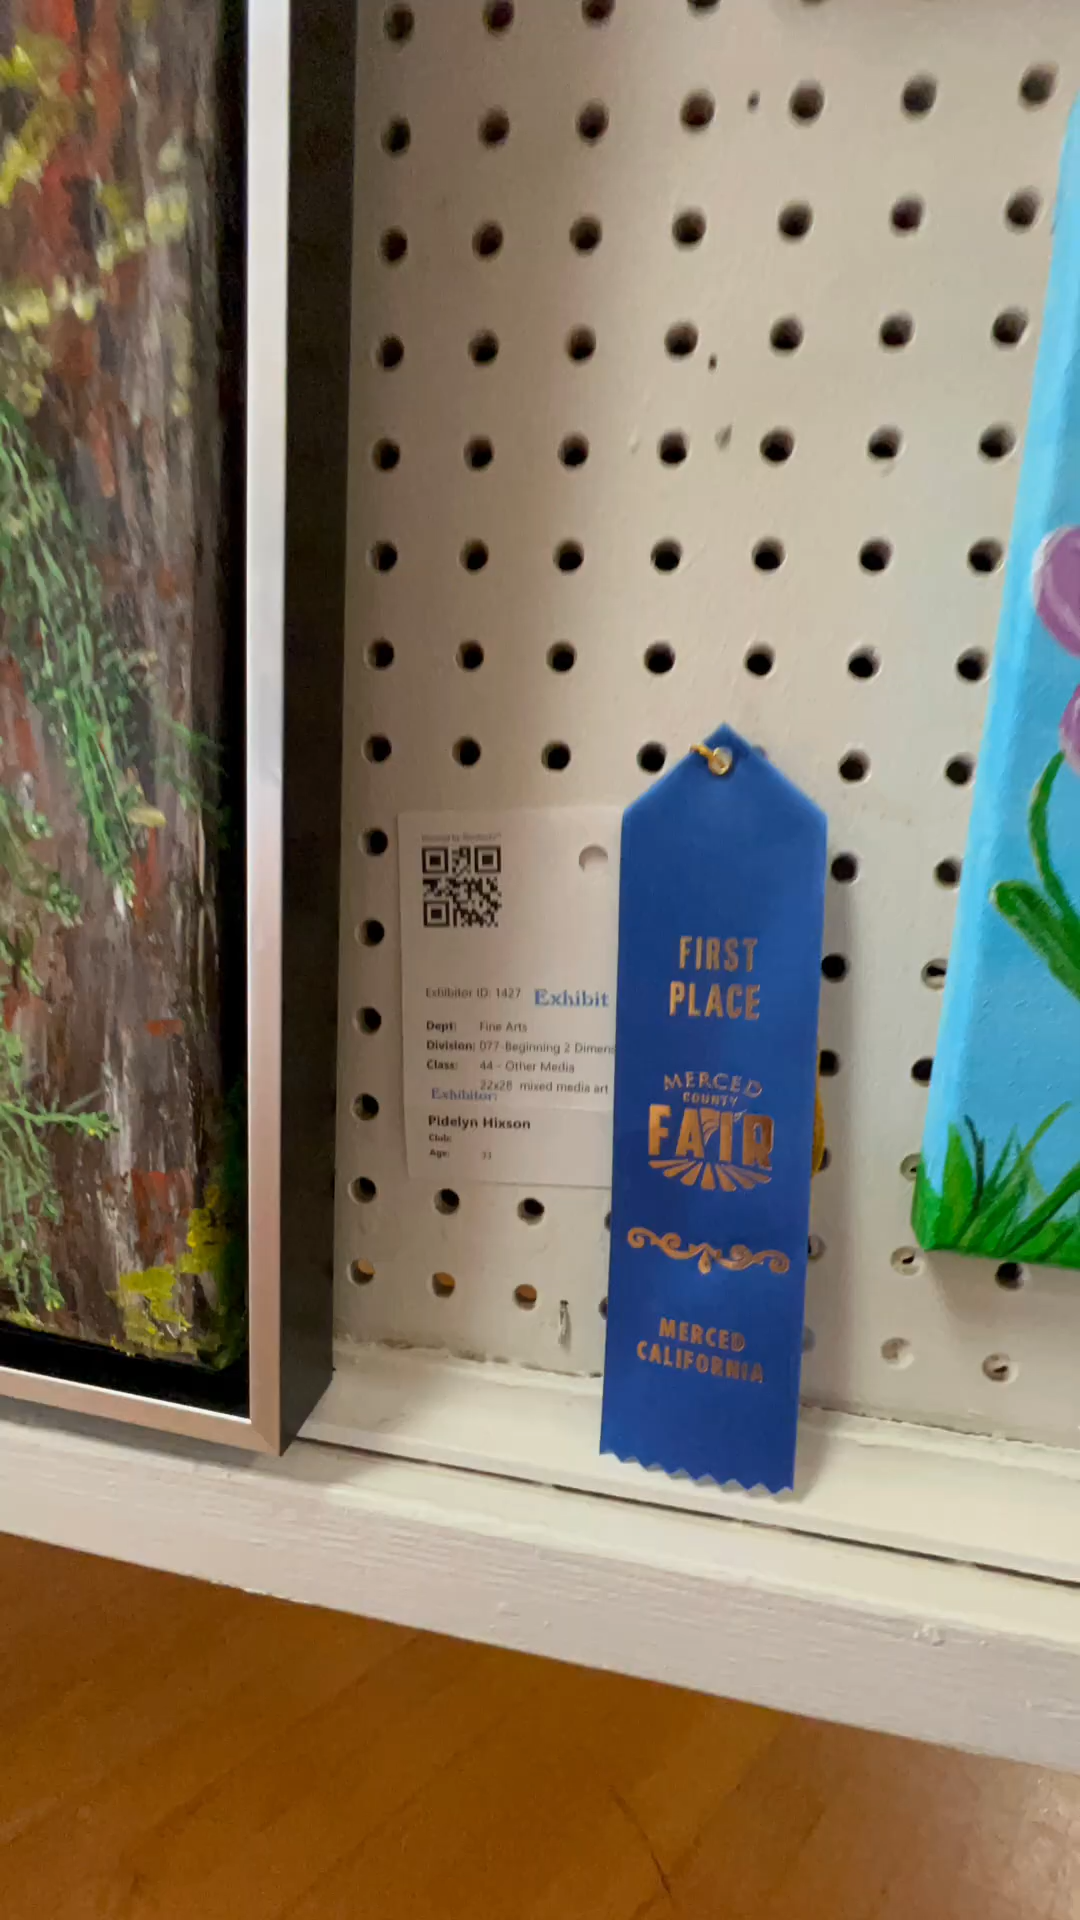 Exhibitor ID: 1427 Exhibit
Dept: Fine Arts
Division: 077-Beginning 2 Dimens
Class: 44 - Other Media
22x28 mixed media art
Exhibitor:
Pidelyn Hixson
Club:
Age: 33
FIRST
PLACE
MERCED
COUNTY
FAIR
MERCED
CALIFORNIA